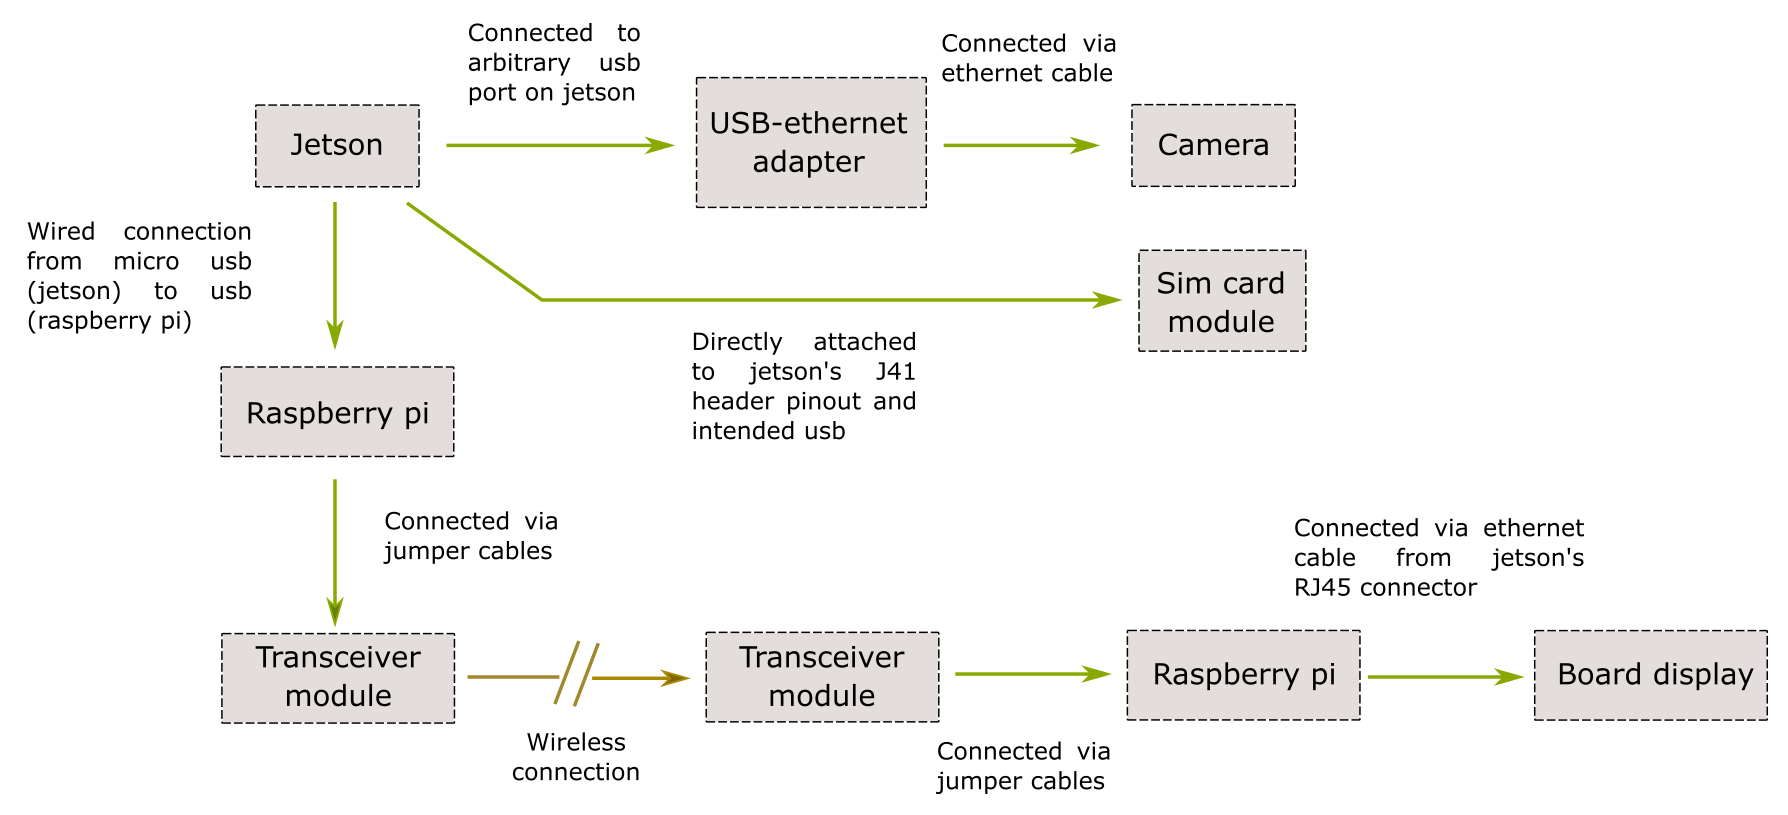 Connected to
arbitrary usb
port on jetson
Connected via
ethernet cable
Jetson
USB-ethernet
adapter
Camera
Wired connection
from micro usb
(jetson) to usb
(raspberry pi)
Sim card
module
Directly attached
to jetson's J41
header pinout and
intended usb
Raspberry pi
Connected via
jumper cables
Connected via ethernet
cable from jetson's
RJ45 connector
Transceiver
module
Transceiver
module
Raspberry pi
Board display
Wireless
connection
Connected via
jumper cables